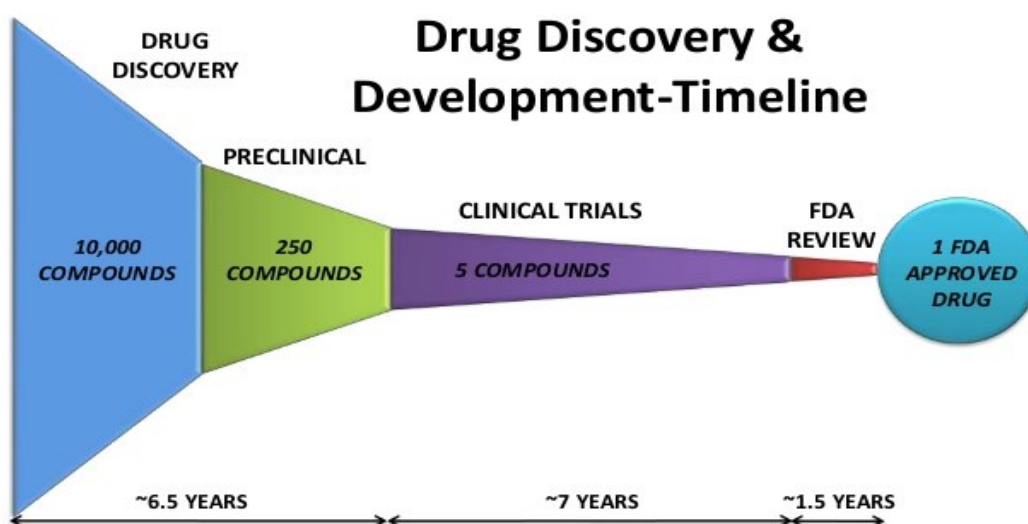 Drug Discovery &
Development-Timeline
DRUG
DISCOVERY
PRECLINICAL
CLINICAL TRIALS
FDA
REVIEW
10,000
COMPOUNDS
250
COMPOUNDS
5 COMPOUNDS
1 FDA
APPROVED
DRUG
~6.5 YEARS
~7 YEARS
~1.5 YEARS